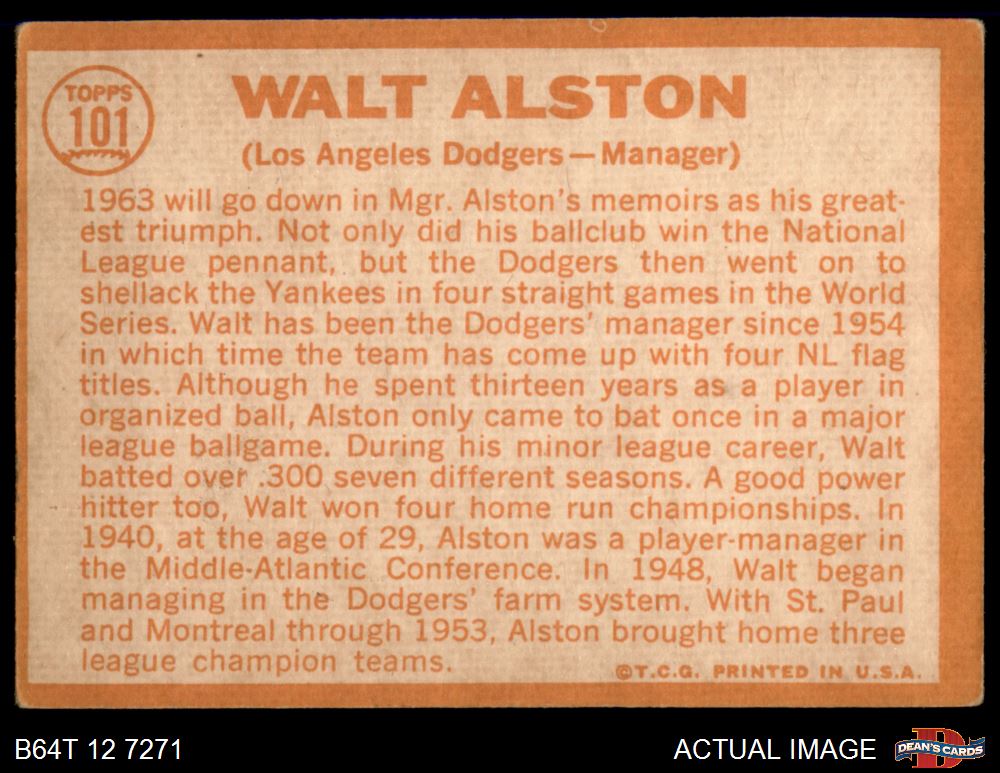 TOPPS
101
WALT ALSTON
(Los Angeles Dodgers—Manager)
1963 will go down in Mgr. Alston's memoirs as his great-
est triumph. Not only did his ballclub win the National
League pennant, but the Dodgers then went on to
shellack the Yankees in four straight games in the World
Series. Walt has been the Dodgers' manager since 1954
in which time the team has come up with four NL flag
titles. Although he spent thirteen years as a player in
organized ball, Alston only came to bat once in a major
league ballgame. During his minor league career, Walt
batted over .300 seven different seasons. A good power
hitter too, Walt won four home run championships. In
1940, at the age of 29, Alston was a player-manager in
the Middle-Atlantic Conference. In 1948, Walt began
managing in the Dodgers' farm system. With St. Paul
and Montreal through 1953, Alston brought home three
league champion teams.
©T.C.G. PRINTED IN U.S.A.
B64T 12 7271
ACTUAL IMAGE
D
DEAN'S CARDS